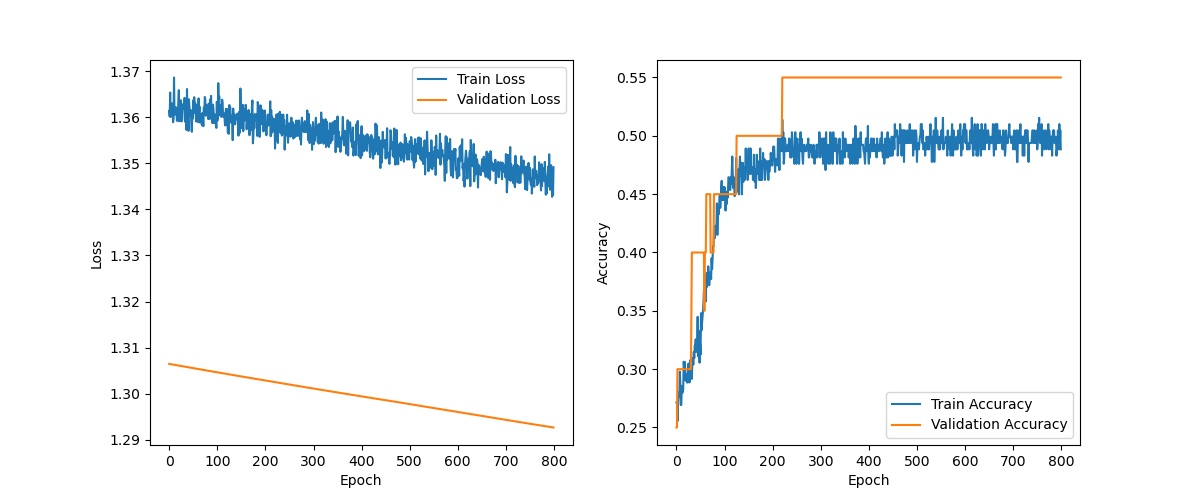 1.37
1.36
1.35
1.34
1.33
1.32
1.31
1.30
1.29
Loss
0 100 200 300 400 500 600 700 800
Epoch
Train Loss
Validation Loss
0.55
0.50
0.45
0.40
0.35
0.30
0.25
Accuracy
0 100 200 300 400 500 600 700 800
Epoch
Train Accuracy
Validation Accuracy